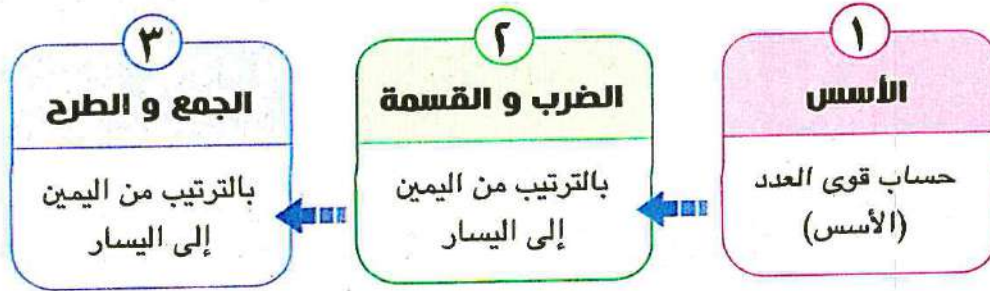 ١
الأسس
حساب قوى العدد
(الأسس)
٢
الضرب و القسمة
بالترتيب من اليمين
إلى اليسار
٣
الجمع و الطرح
بالترتيب من اليمين
إلى اليسار